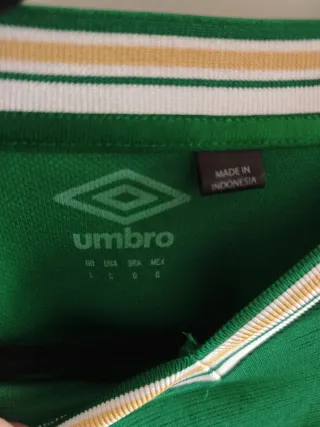 MADE IN
INDONESIA
umbro
GB USA BRA MEX
L L G G